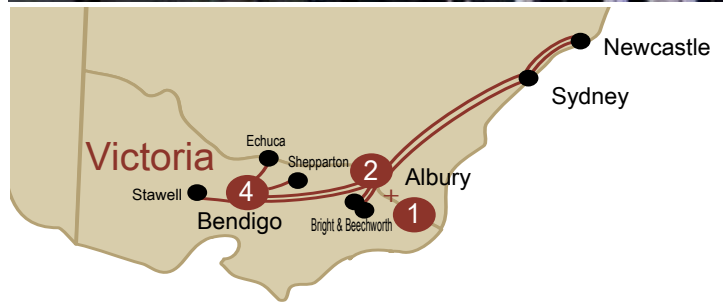 Newcastle
Sydney
Echuca
Victoria
Shepparton
2
Albury
Stawell
4
+
1
Bendigo
Bright & Beechworth